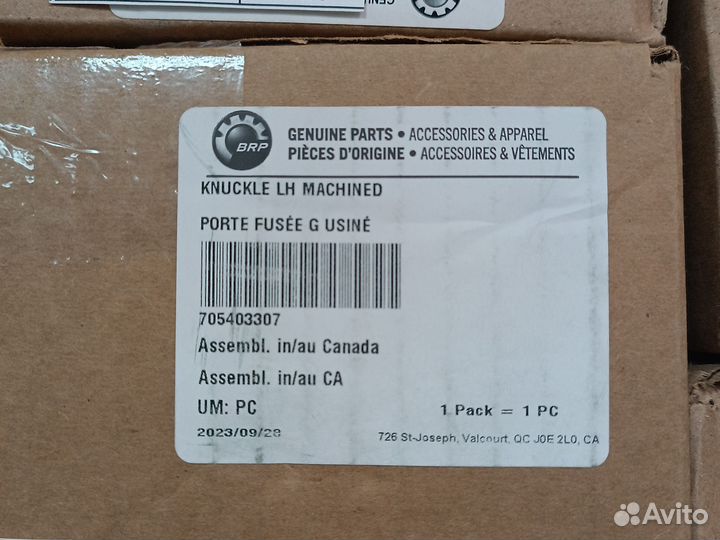 BRP
GENUINE PARTS • ACCESSORIES & APPAREL
PIÈCES D'ORIGINE • ACCESSOIRES & VÊTEMENTS
KNUCKLE LH MACHINED
PORTE FUSÉE G USINÉ
705403307
Assembl. in/au Canada
Assembl. in/au CA
UM: PC 1 Pack = 1 PC
2023/09/28 726 St-Joseph, Valcourt, QC J0E 2L0, CA
Avito